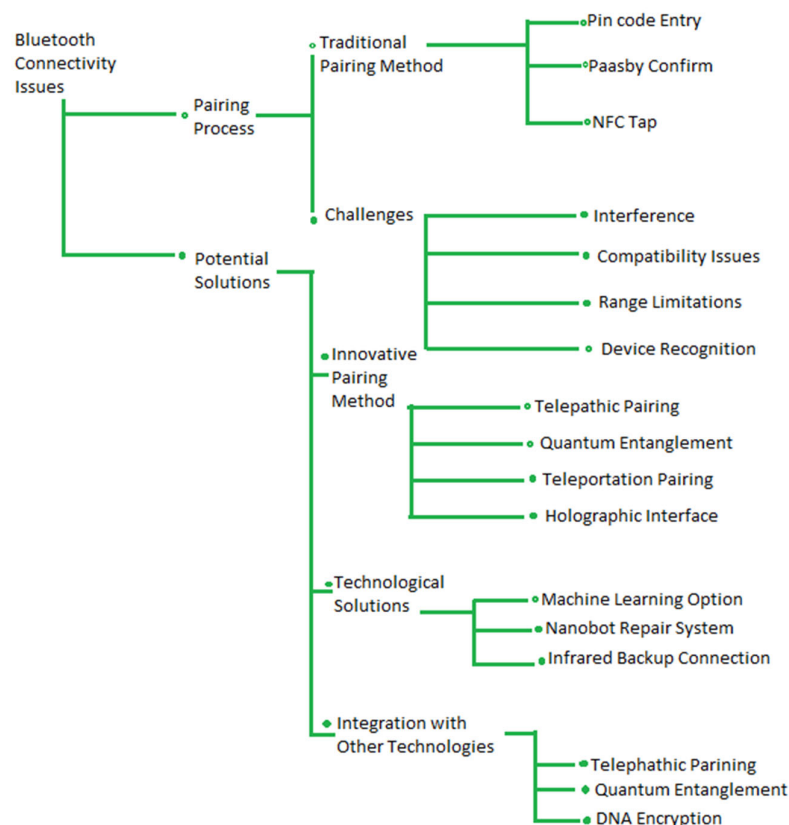 Bluetooth
Connectivity
Issues
Pairing
Process
Traditional
Pairing Method
Pin code Entry
Paasby Confirm
NFC Tap
Challenges
Interference
Compatibility Issues
Range Limitations
Device Recognition
Potential
Solutions
Innovative
Pairing
Method
Telepathic Pairing
Quantum Entanglement
Teleportation Pairing
Holographic Interface
Technological
Solutions
Machine Learning Option
Nanobot Repair System
Infrared Backup Connection
Integration with
Other Technologies
Telephathic Parining
Quantum Entanglement
DNA Encryption